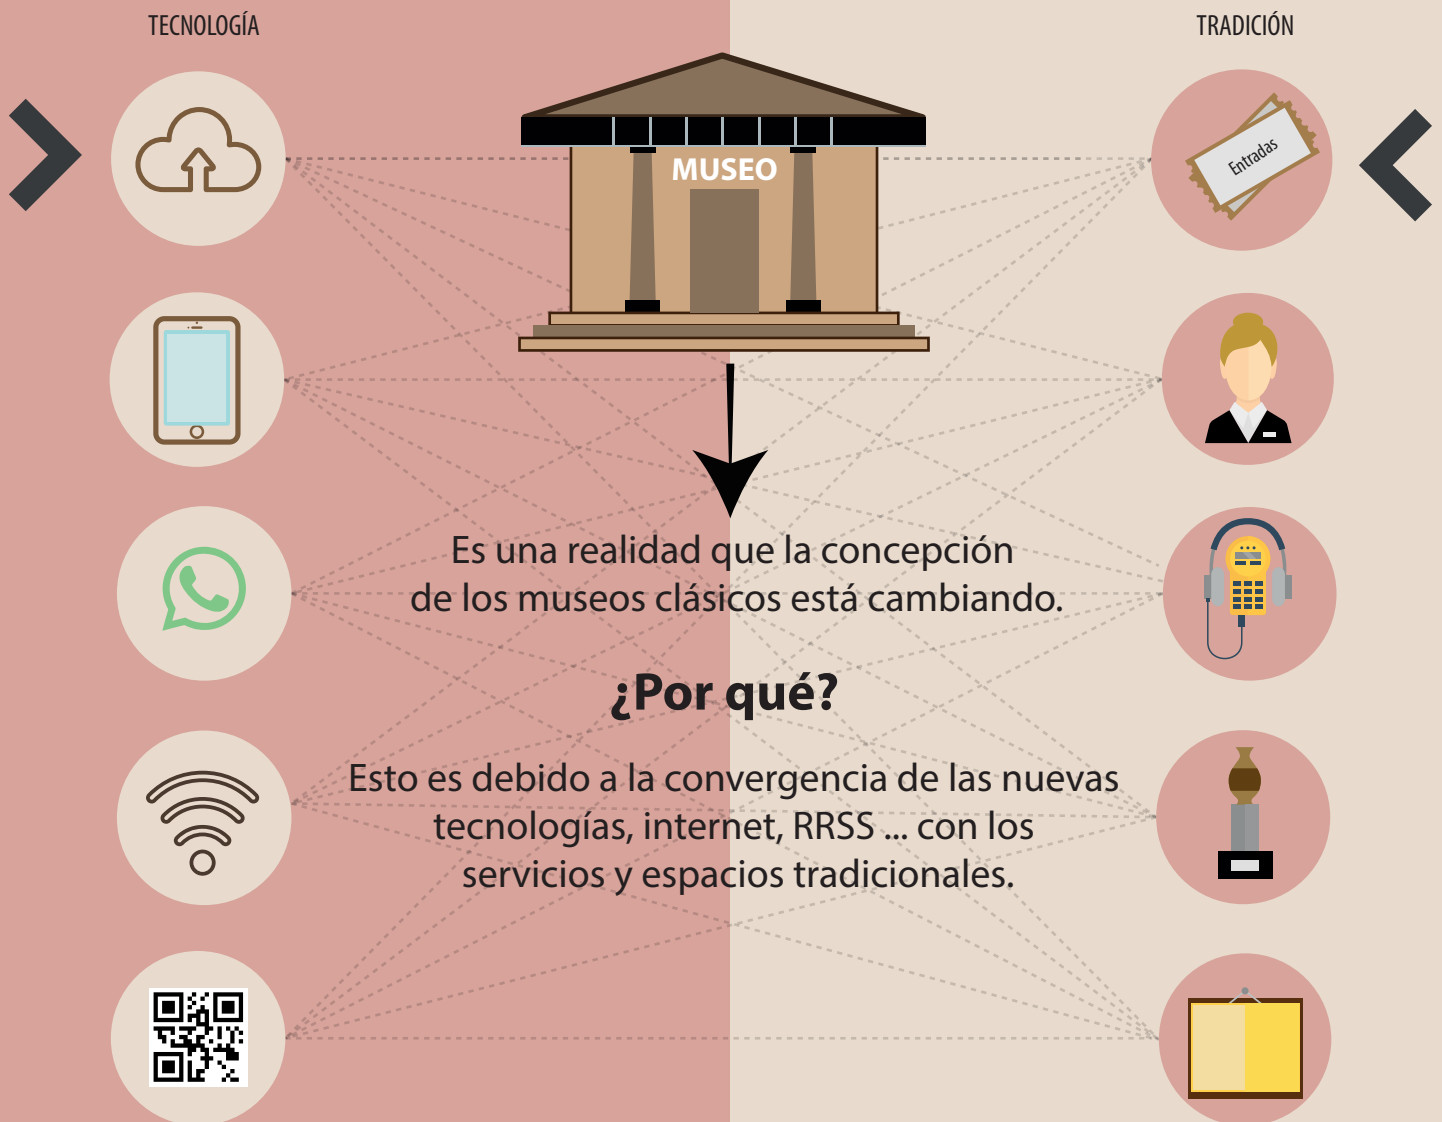 TECNOLOGÍA
TRADICIÓN
MUSEO
Entradas
Es una realidad que la concepción
de los museos clásicos está cambiando.
¿Por qué?
Esto es debido a la convergencia de las nuevas
tecnologías, internet, RRSS ... con los
servicios y espacios tradicionales.